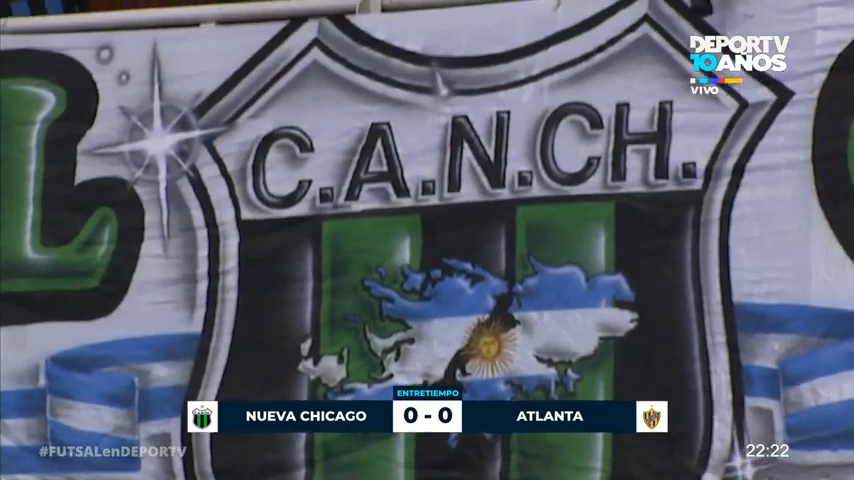 DEPORTV
10 AÑOS
VIVO
C.A.N.CH.
L
ENTRETIEMPO
NUEVA CHICAGO 0 - 0 ATLANTA
#FUTSALenDEPORTV
22:22